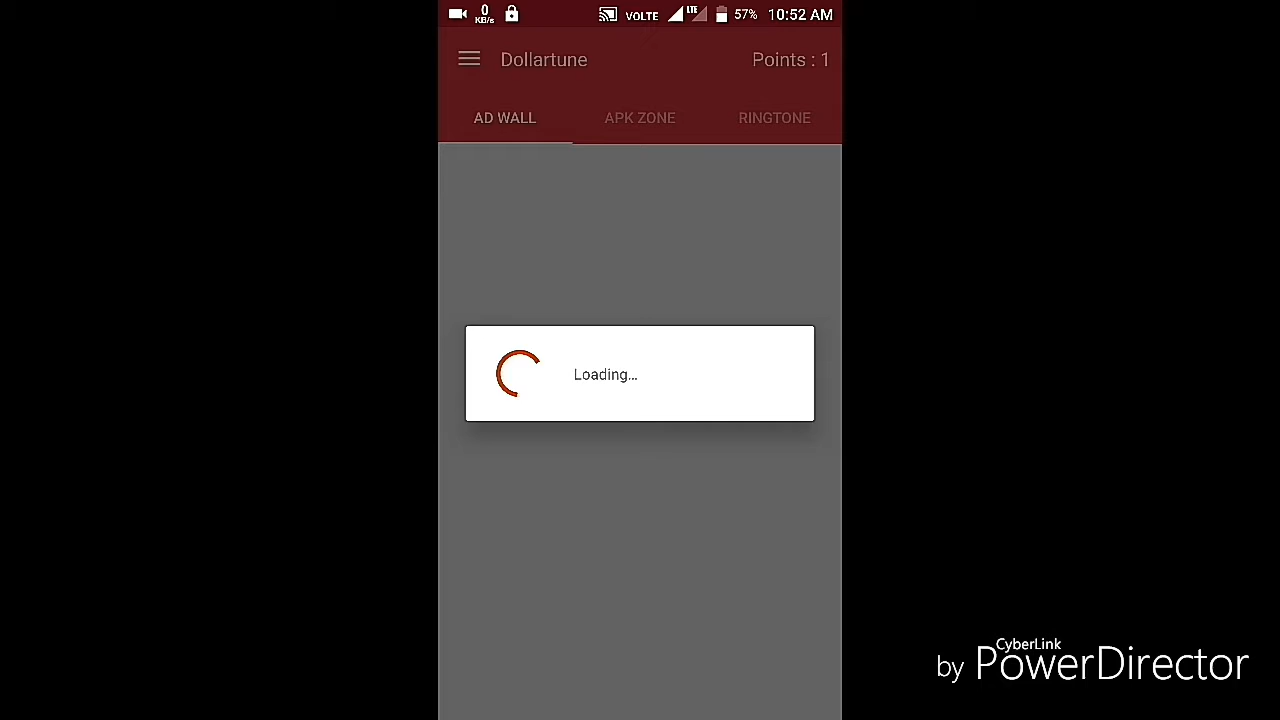 0
KB/s
VOLTE
LTE
57%
10:52 AM
Dollartune
Points : 1
AD WALL
APK ZONE
RINGTONE
Loading...
CyberLink
by PowerDirector